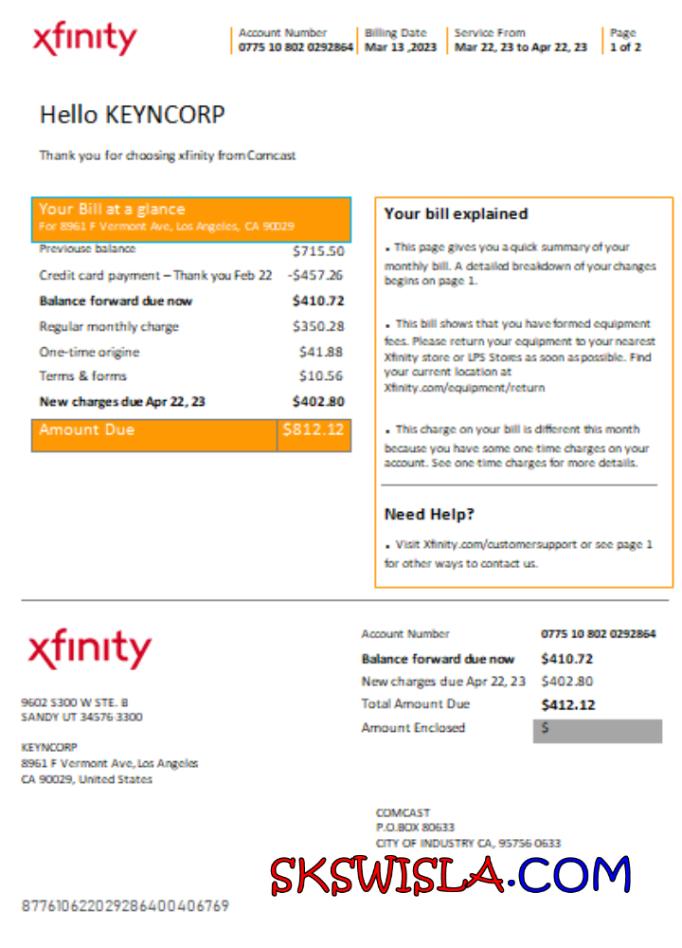 xfinity
Account Number
0775 10 802 0292864
Billing Date
Mar 13 ,2023
Service From
Mar 22, 23 to Apr 22, 23
Page
1 of 2
Hello KEYNCORP
Thank you for choosing xfinity from Comcast
Your Bill at a glance
For 8961 F Vermont Ave, Los Angeles, CA 90029
Previouse balance $715.50
Credit card payment – Thank you Feb 22 -$457.26
Balance forward due now $410.72
Regular monthly charge $350.28
One-time origine $41.88
Terms & forms $10.56
New charges due Apr 22, 23 $402.80
Amount Due $812.12
Your bill explained
. This page gives you a quick summary of your
monthly bill. A detailed breakdown of your changes
begins on page 1.
. This bill shows that you have formed equipment
fees. Please return your equipment to your nearest
Xfinity store or LPS Stores as soon as possible. Find
your current location at
Xfinity.com/equipment/return
. This charge on your bill is different this month
because you have some one time charges on your
account. See one time charges for more details.
Need Help?
. Visit Xfinity.com/customersupport or see page 1
for other ways to contact us.
xfinity
9602 S300 W STE. B
SANDY UT 34576 3300
KEYNCORP
8961 F Vermont Ave, Los Angeles
CA 90029, United States
Account Number 0775 10 802 0292864
Balance forward due now $410.72
New charges due Apr 22, 23 $402.80
Total Amount Due $412.12
Amount Enclosed $
COMCAST
P.O.BOX 80633
CITY OF INDUSTRY CA, 95756 0633
SKSWISLA.COM
877610622029286400406769